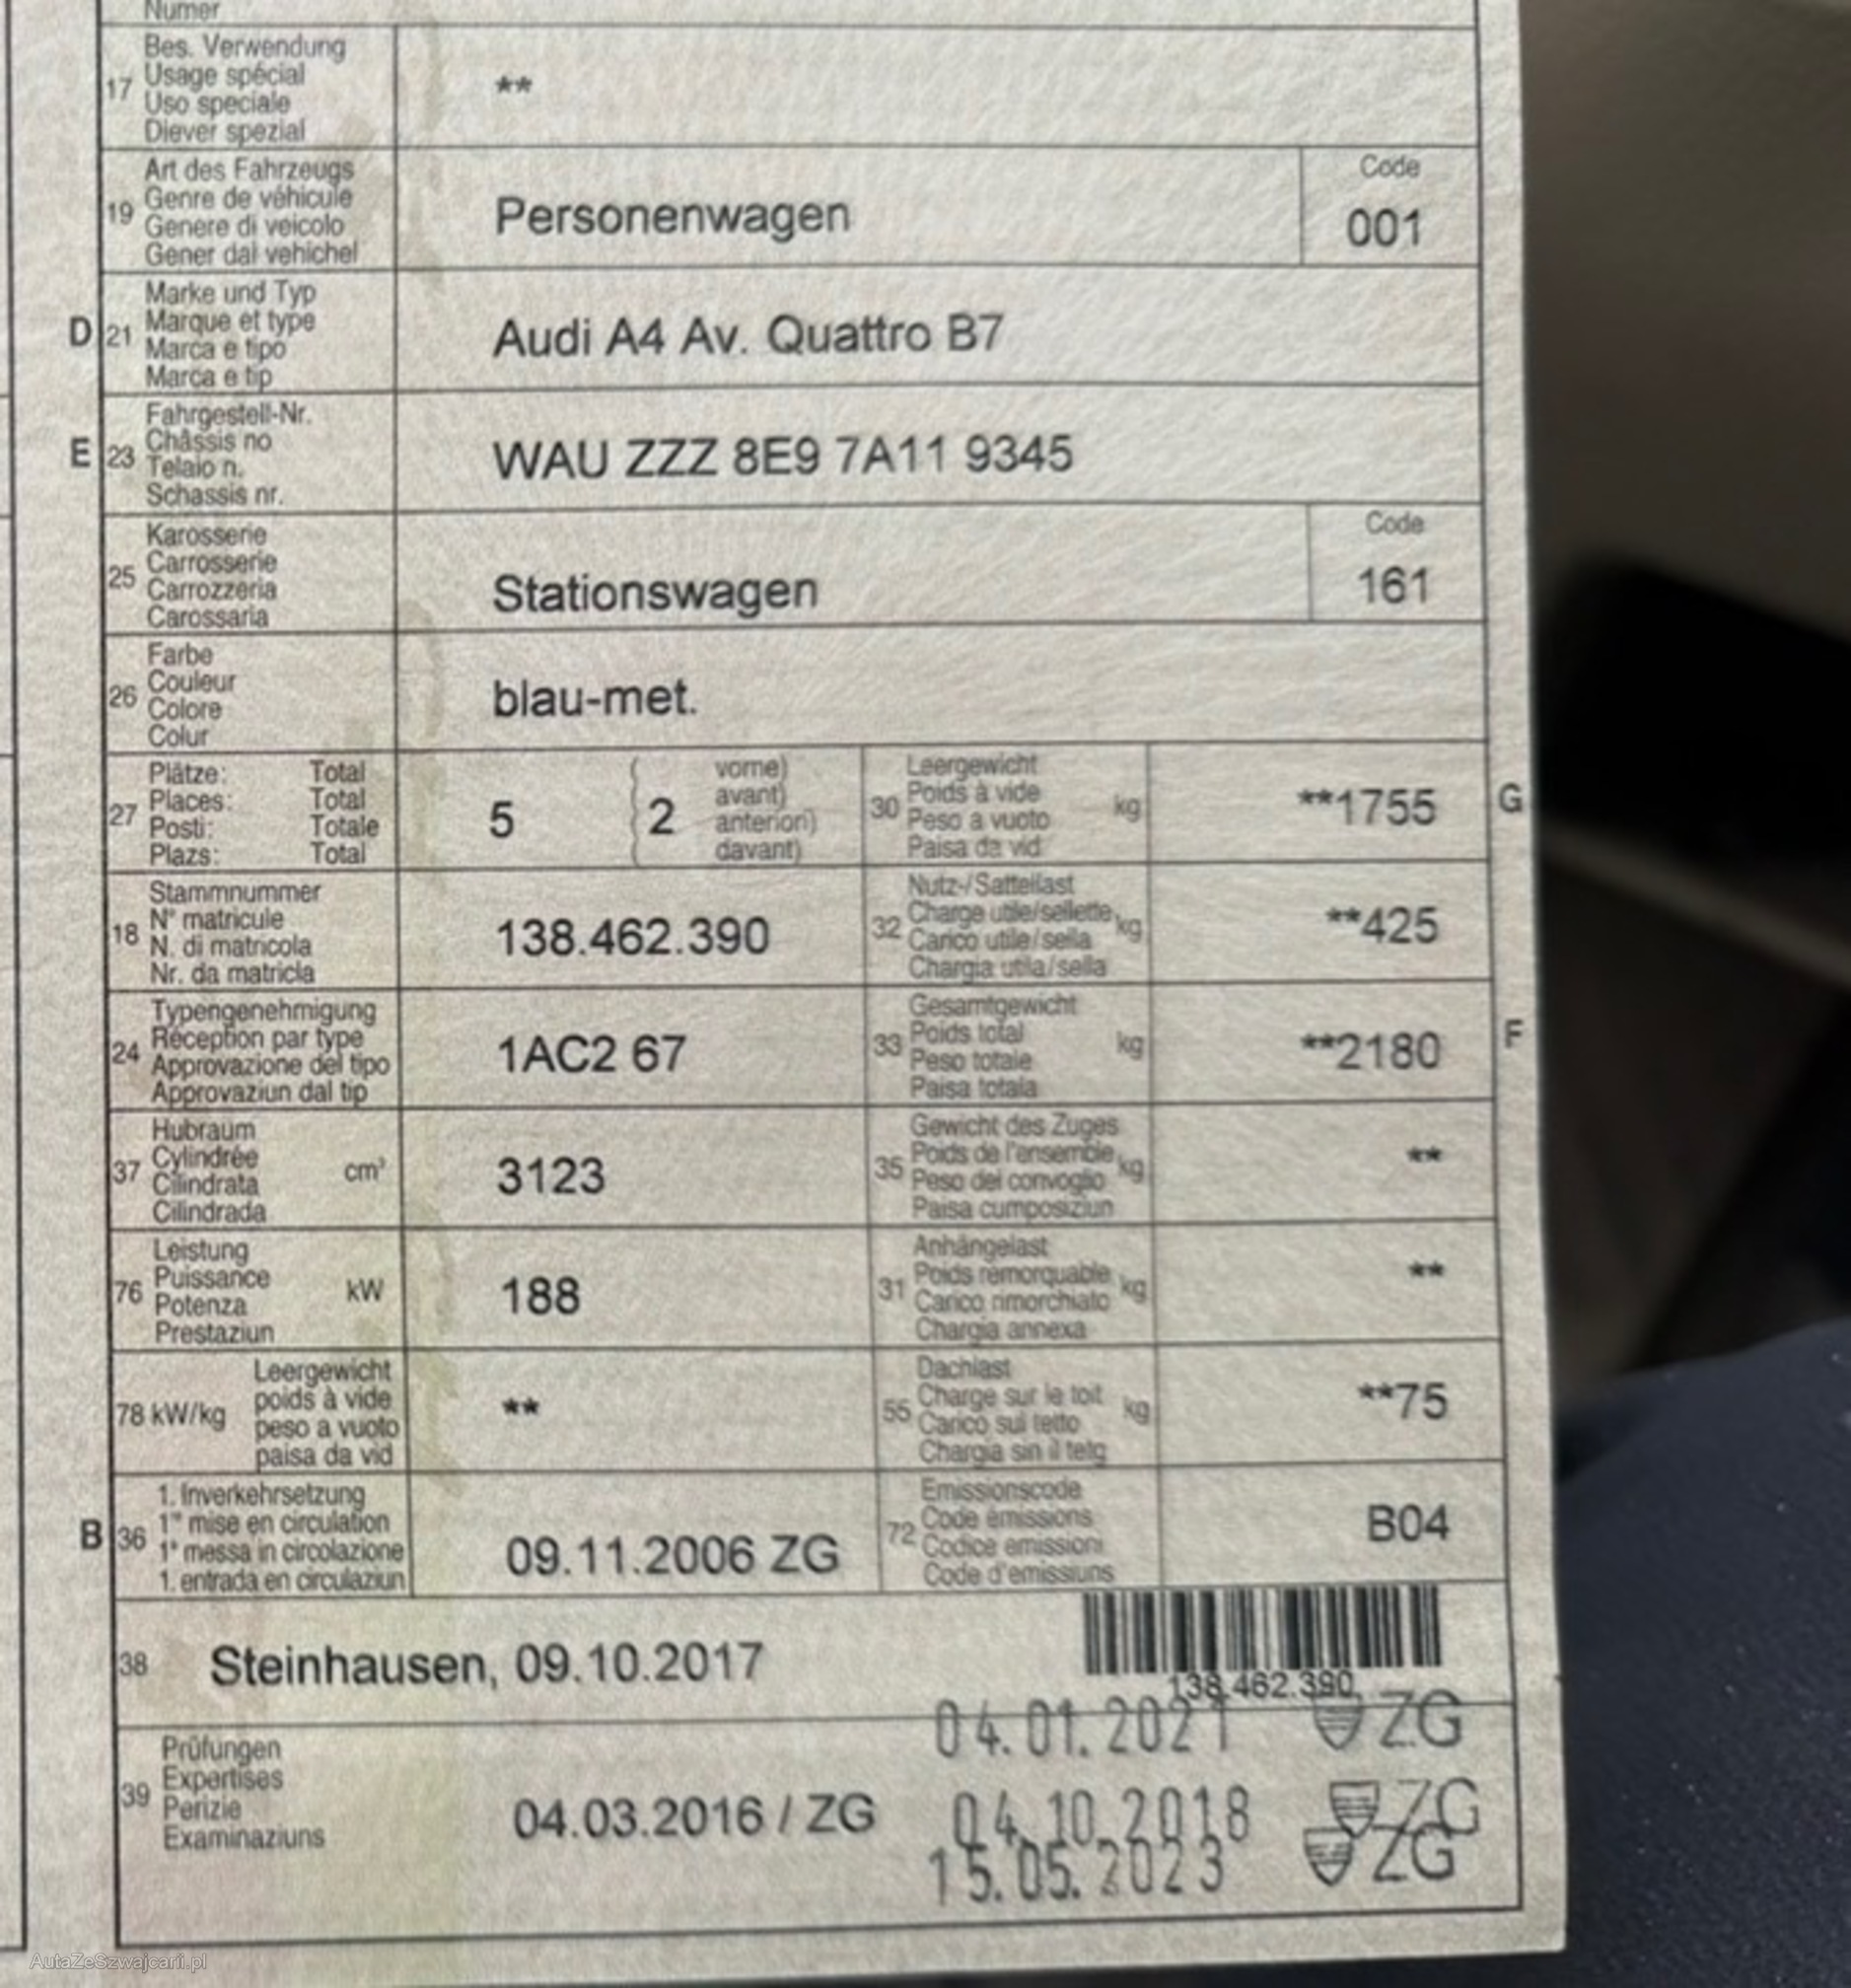 Numer
17 Bes. Verwendung
Usage spécial
Uso speciale
Diever spezial
**
19 Art des Fahrzeugs
Genre de véhicule
Genere di veicolo
Gener dal vehichel
Personenwagen
Code
001
D 21 Marke und Typ
Marque et type
Marca e tipo
Marca e tip
Audi A4 Av. Quattro B7
E 23 Fahrgestell-Nr.
Châssis no
Telaio n.
Schassis nr.
WAU ZZZ 8E9 7A11 9345
25 Karosserie
Carrosserie
Carrozzeria
Carossaria
Stationswagen
Code
161
26 Farbe
Couleur
Colore
Colur
blau-met.
27 Plätze: Total
Places: Total
Posti: Totale
Plazs: Total
5 ( 2 vorne)
avant)
anteriori)
davant)
30 Leergewicht
Poids à vide
Peso a vuoto
Paisa da vid
kg
**1755 G
18 Stammnummer
N° matricule
N. di matricola
Nr. da matricla
138.462.390
32 Nutz-/Sattellast
Charge utile/sellette
Carico utile/sella
Chargia utila/sella
kg
**425
24 Typengenehmigung
Réception par type
Approvazione del tipo
Approvaziun dal tip
1AC2 67
33 Gesamtgewicht
Poids total
Peso totale
Paisa totala
kg
**2180 F
37 Hubraum
Cylindrée
Cilindrata
Cilindrada
cm³
3123
35 Gewicht des Zuges
Poids de l'ensemble
Peso del convoglio
Paisa cumposiziun
kg
**
76 Leistung
Puissance
Potenza
Prestaziun
kW
188
31 Anhängelast
Poids remorquable
Carico rimorchiato
Chargia annexa
kg
**
78 kW/kg
Leergewicht
poids à vide
peso a vuoto
paisa da vid
**
55 Dachlast
Charge sur le toit
Carico sul tetto
Chargia sin il tetg
kg
**75
B 36 1. Inverkehrsetzung
1re mise en circulation
1a messa in circolazione
1. entrada en circulaziun
09.11.2006 ZG
72 Emissionscode
Code émissions
Codice emissioni
Code d'emissiuns
B04
38 Steinhausen, 09.10.2017
138.462.390
04.01.2021 ZG
39 Prüfungen
Expertises
Perizie
Examinaziuns
04.03.2016 / ZG
04.10.2018 ZG
15.05.2023 ZG
AutaZeSzwajcarii.pl